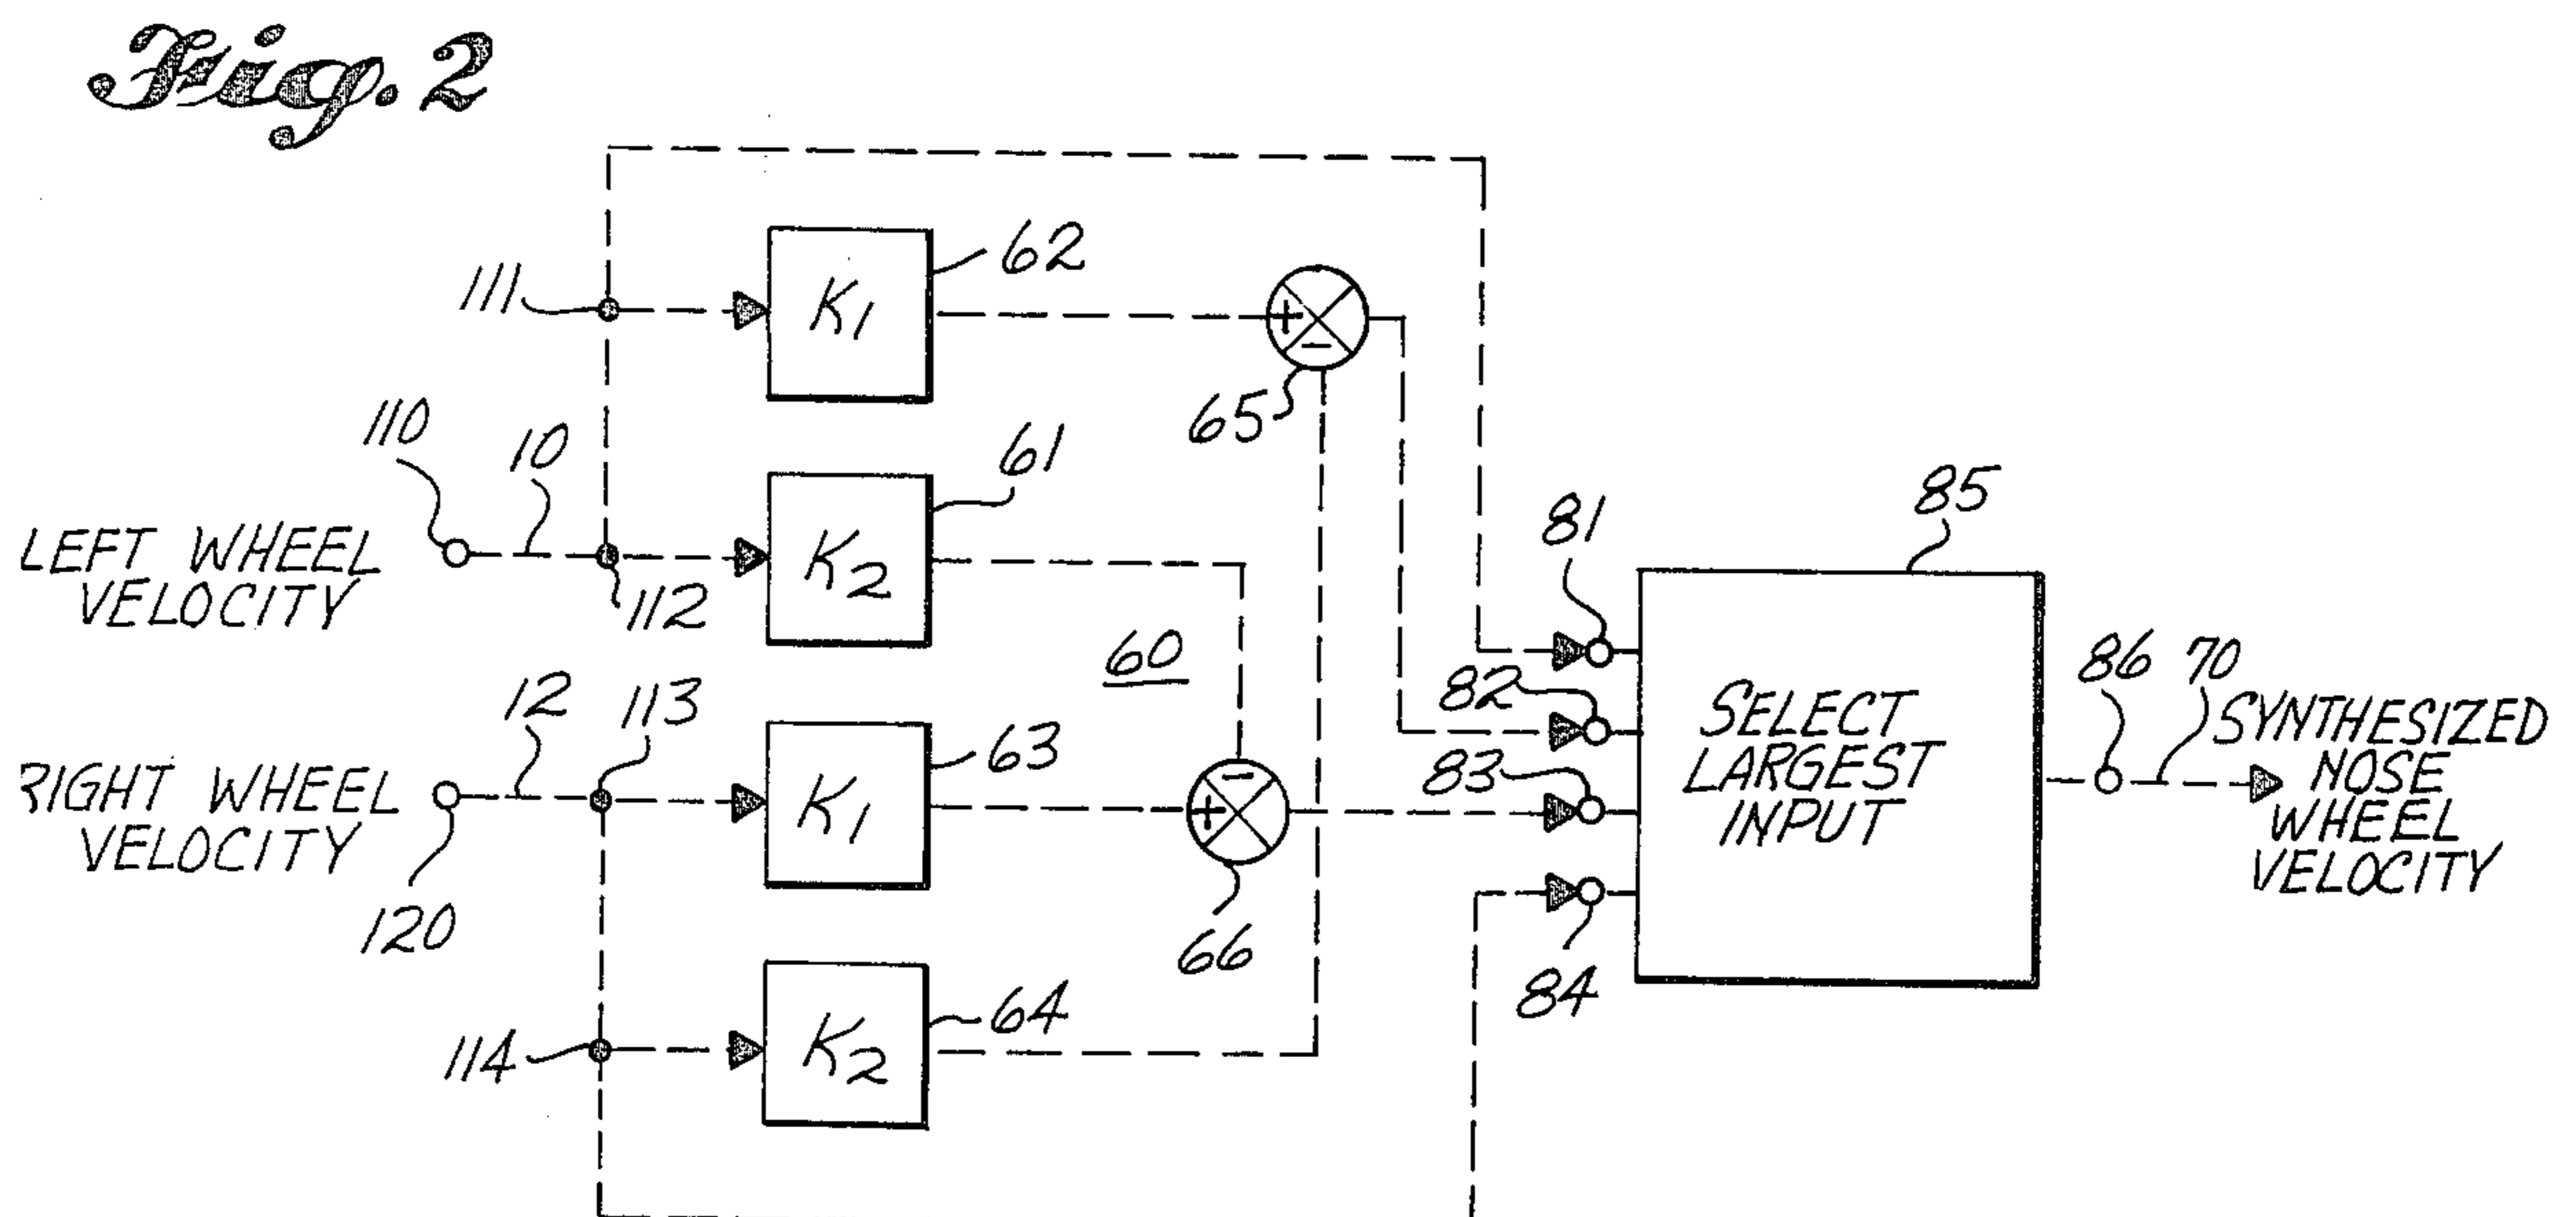 Fig. 2
62
111
K1
+
−
65
110
10
61
K2
112
LEFT WHEEL
VELOCITY
60
12
113
63
K1
−
+
66
RIGHT WHEEL
VELOCITY
120
114
64
K2
85
81
82
83
84
SELECT
LARGEST
INPUT
86
70
SYNTHESIZED
NOSE
WHEEL
VELOCITY